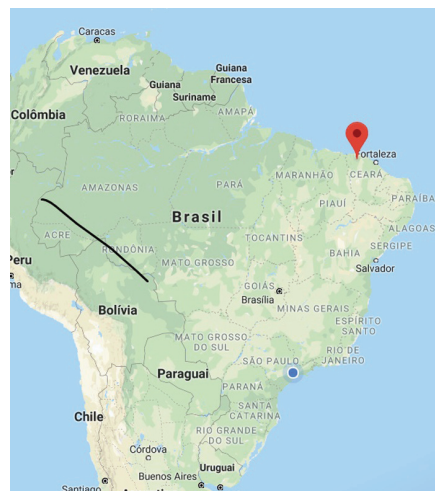 Caracas
Venezuela
Guiana
Francesa
Guiana
Suriname
Colômbia
RORAIMA
AMAPÁ
ortaleza
AMAZONAS
PARÁ
MARANHÃO
CEARÁ
PIAUÍ
PARAÍBA
Brasil
ACRE
RONDÔNIA
TOCANTINS
ALAGOAS
SERGIPE
BAHIA
Peru
MATO GROSSO
Salvador
ma
GOIÁS
Brasília
Bolívia
MINAS GERAIS
ESPÍRITO
SANTO
MATO GROSSO
DO SUL
SÃO PAULO
RIO DE
JANEIRO
Paraguai
PARANÁ
SANTA
CATARINA
Chile
RIO GRANDE
DO SUL
Córdova
Uruguai
Buenos Aires
Santiago